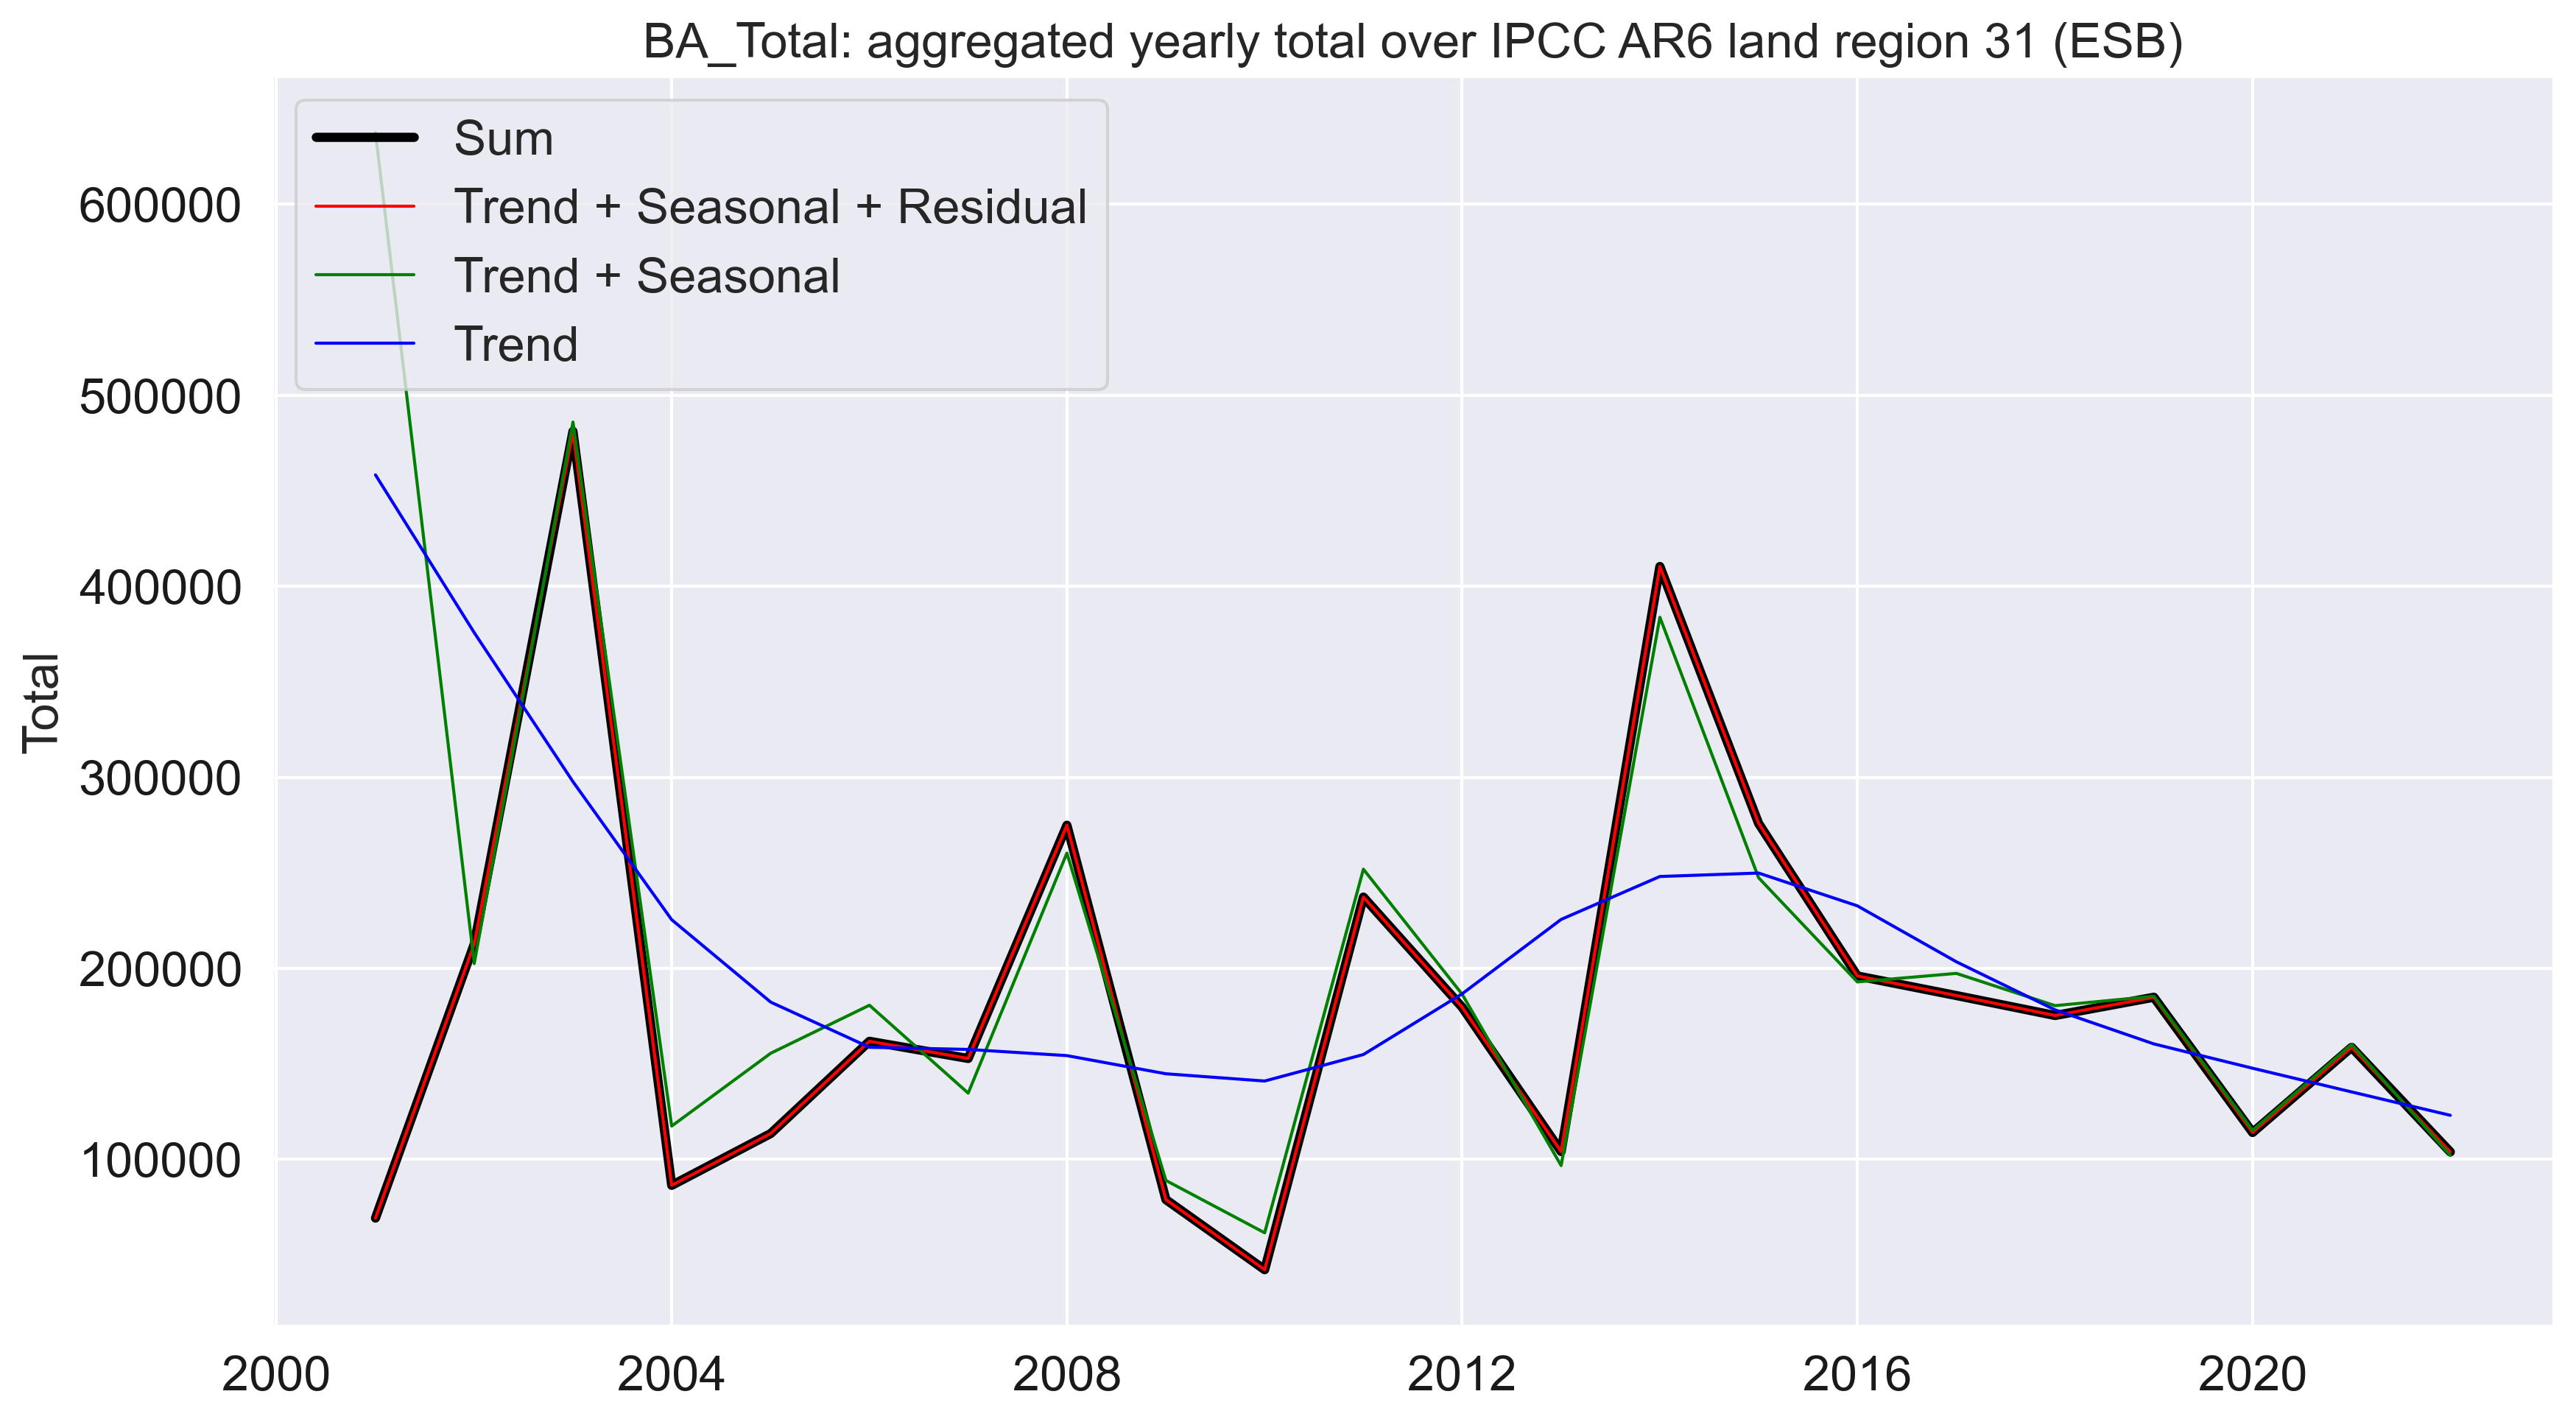 BA_Total: aggregated yearly total over IPCC AR6 land region 31 (ESB)
Sum
Trend + Seasonal + Residual
Trend + Seasonal
Trend
600000
500000
400000
300000
200000
100000
Total
2000 2004 2008 2012 2016 2020